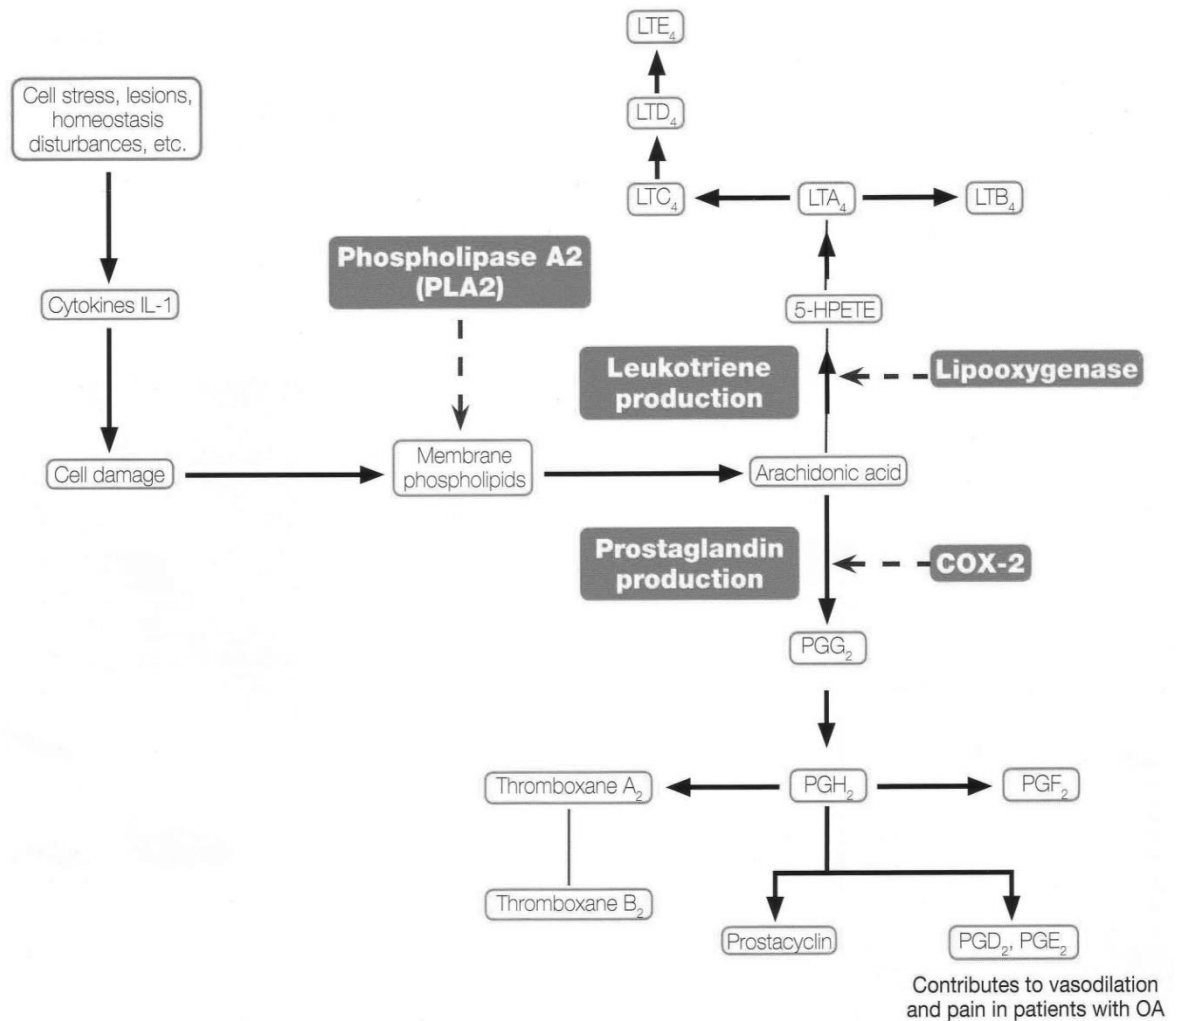 LTE₄
Cell stress, lesions,
homeostasis
disturbances, etc.
LTD₄
LTC₄
LTA₄
LTB₄
Phospholipase A2
(PLA2)
Cytokines IL-1
5-HPETE
Leukotriene
production
Lipooxygenase
Cell damage
Membrane
phospholipids
Arachidonic acid
Prostaglandin
production
COX-2
PGG₂
Thromboxane A₂
PGH₂
PGF₂
Thromboxane B₂
Prostacyclin
PGD₂, PGE₂
Contributes to vasodilation
and pain in patients with OA